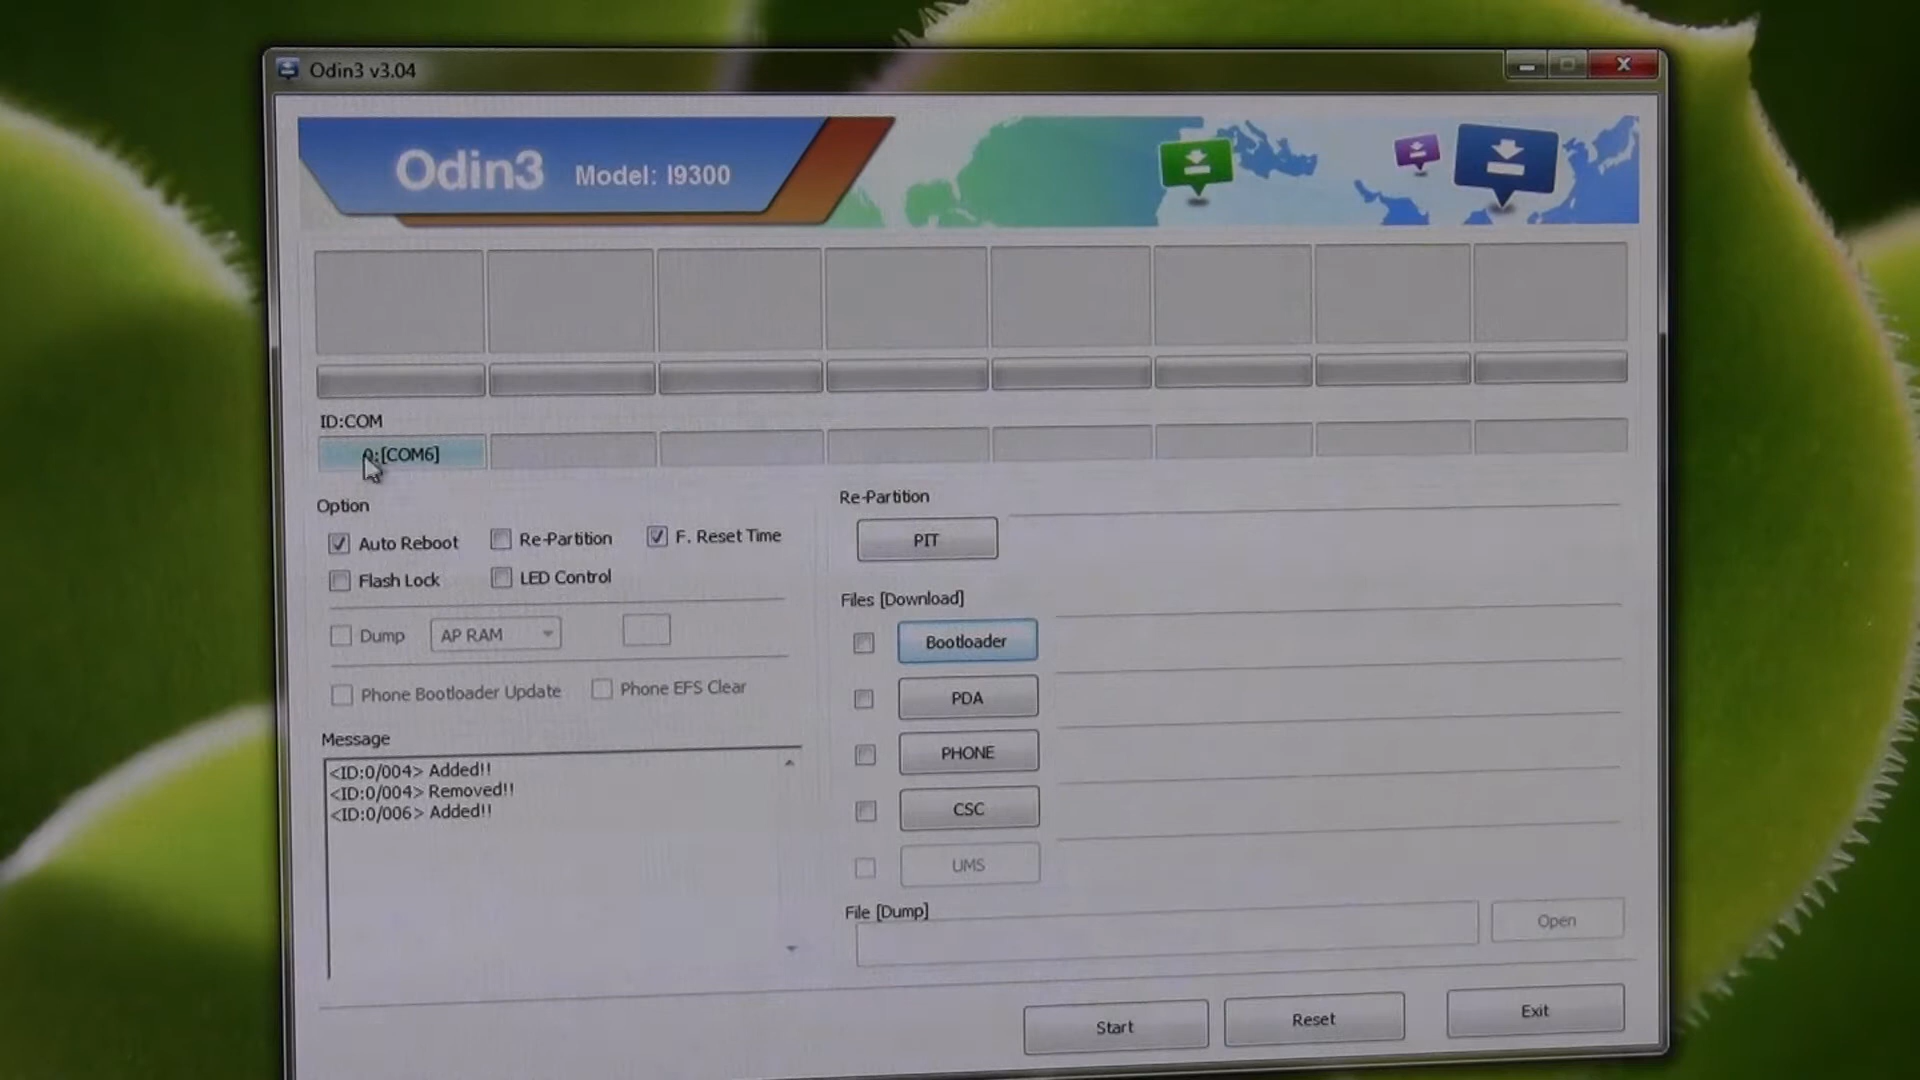 Odin3 v3.04
Odin3 Model: I9300
ID:COM
0:[COM6]
Option
Auto Reboot
Re-Partition
F. Reset Time
Flash Lock
LED Control
Dump
AP RAM
Phone Bootloader Update
Phone EFS Clear
Message
<ID:0/004> Added!!
<ID:0/004> Removed!!
<ID:0/006> Added!!
Re-Partition
PIT
Files [Download]
Bootloader
PDA
PHONE
CSC
UMS
File [Dump]
Open
Start
Reset
Exit